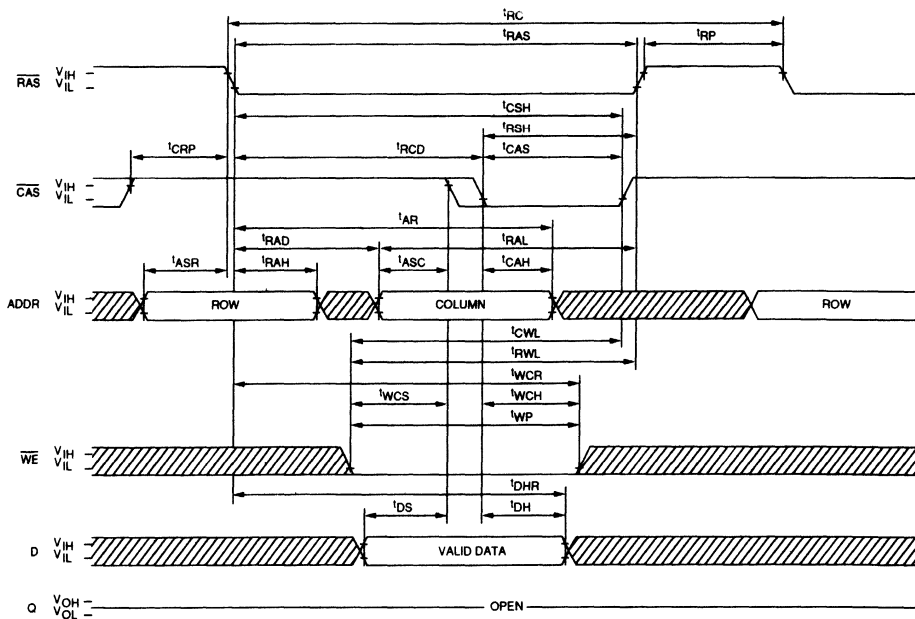 tRC
tRAS
tRP
RAS VIH VIL
tCSH
tRSH
tCRP tRCD tCAS
CAS VIH VIL
tAR
tRAD tRAL
tASR tRAH tASC tCAH
ADDR VIH VIL ROW COLUMN ROW
tCWL
tRWL
tWCR
tWCS tWCH
tWP
WE VIH VIL
tDHR
tDS tDH
D VIH VIL VALID DATA
Q VOH VOL OPEN